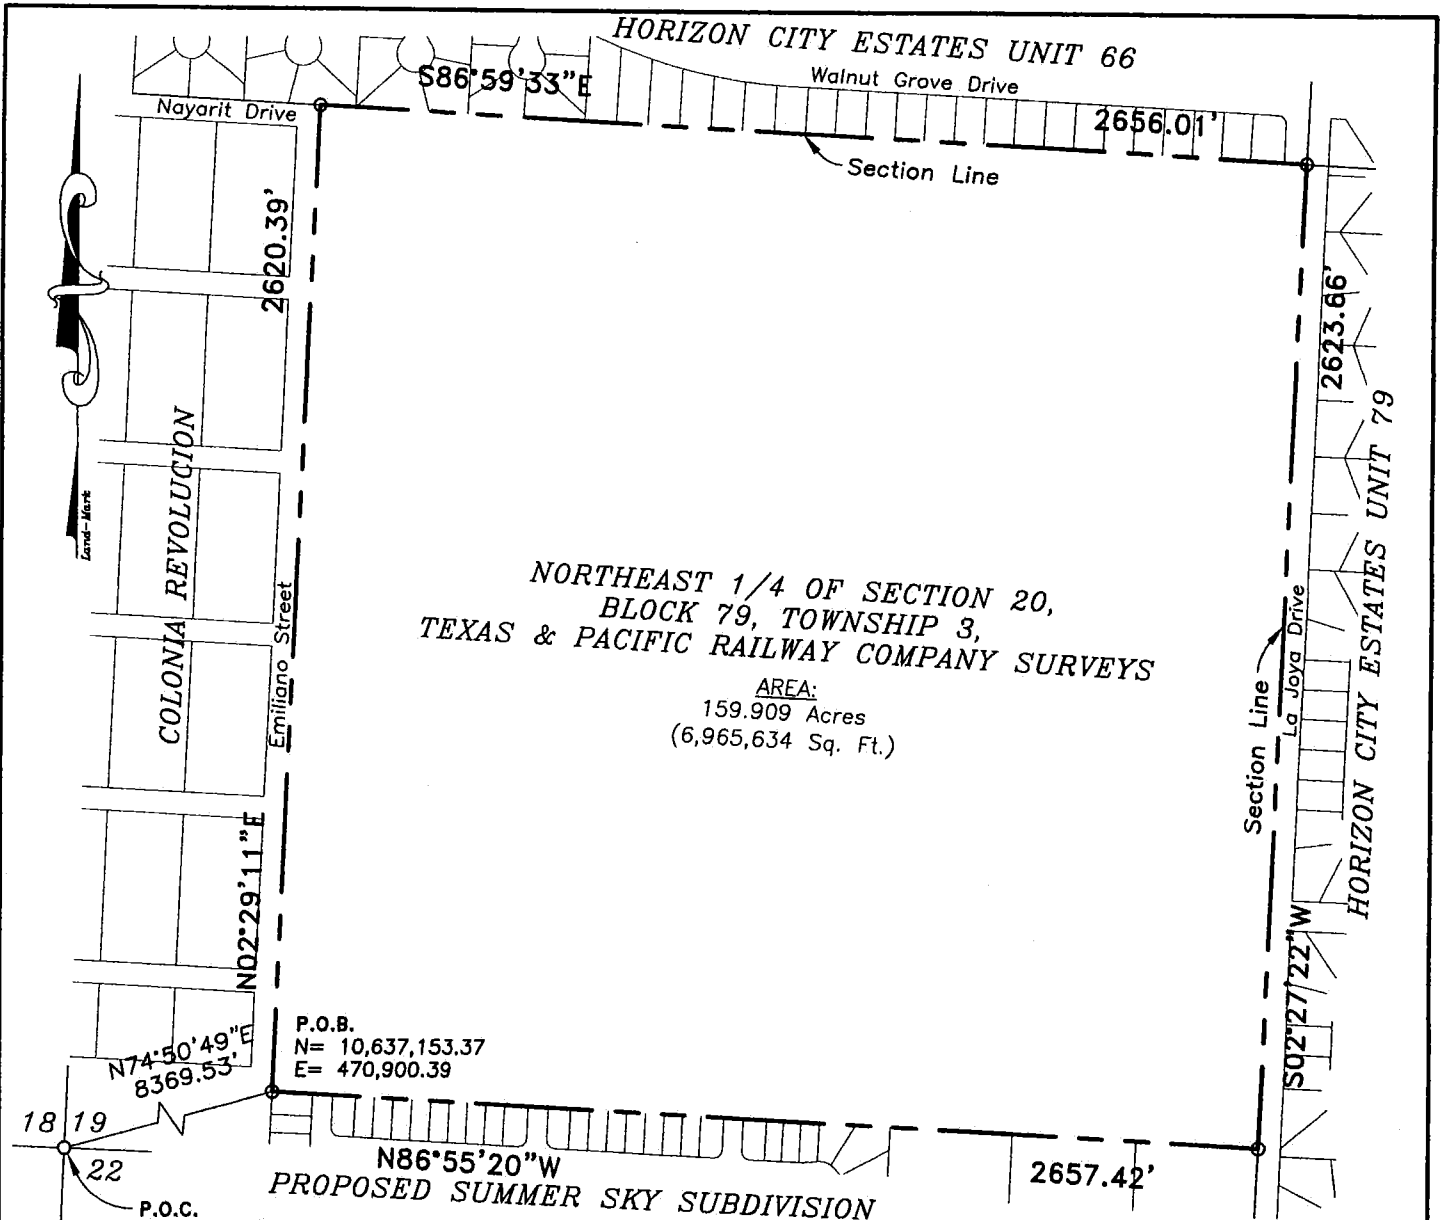 HORIZON CITY ESTATES UNIT 66
S86°59'33"E
Walnut Grove Drive
Nayarit Drive
2656.01'
Section Line
2620.39'
2623.66'
Land-Mark
COLONIA REVOLUCION
HORIZON CITY ESTATES UNIT 79
NORTHEAST 1/4 OF SECTION 20,
BLOCK 79, TOWNSHIP 3,
TEXAS & PACIFIC RAILWAY COMPANY SURVEYS
AREA:
159.909 Acres
(6,965,634 Sq. Ft.)
Emiliano Street
La Joya Drive
Section Line
N02°29'11"E
S02°27'22"W
P.O.B.
N= 10,637,153.37
E= 470,900.39
N74°50'49"E
8369.53'
18 19
22
N86°55'20"W
2657.42'
PROPOSED SUMMER SKY SUBDIVISION
P.O.C.